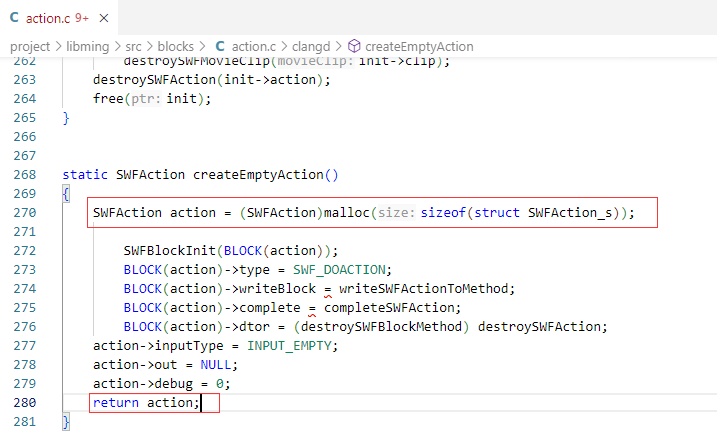 action.c 9+ ×
project > libming > src > blocks > C action.c > clangd > createEmptyAction
262 destroySWFMovieClip(movieClip: init->clip);
263 destroySWFAction(init->action);
264 free(ptr: init);
265 }
266
267
268 static SWFAction createEmptyAction()
269 {
270 SWFAction action = (SWFAction)malloc(size: sizeof(struct SWFAction_s));
271
272 SWFBlockInit(BLOCK(action));
273 BLOCK(action)->type = SWF_DOACTION;
274 BLOCK(action)->writeBlock = writeSWFActionToMethod;
275 BLOCK(action)->complete = completeSWFAction;
276 BLOCK(action)->dtor = (destroySWFBlockMethod) destroySWFAction;
277 action->inputType = INPUT_EMPTY;
278 action->out = NULL;
279 action->debug = 0;
280 return action;
281 }